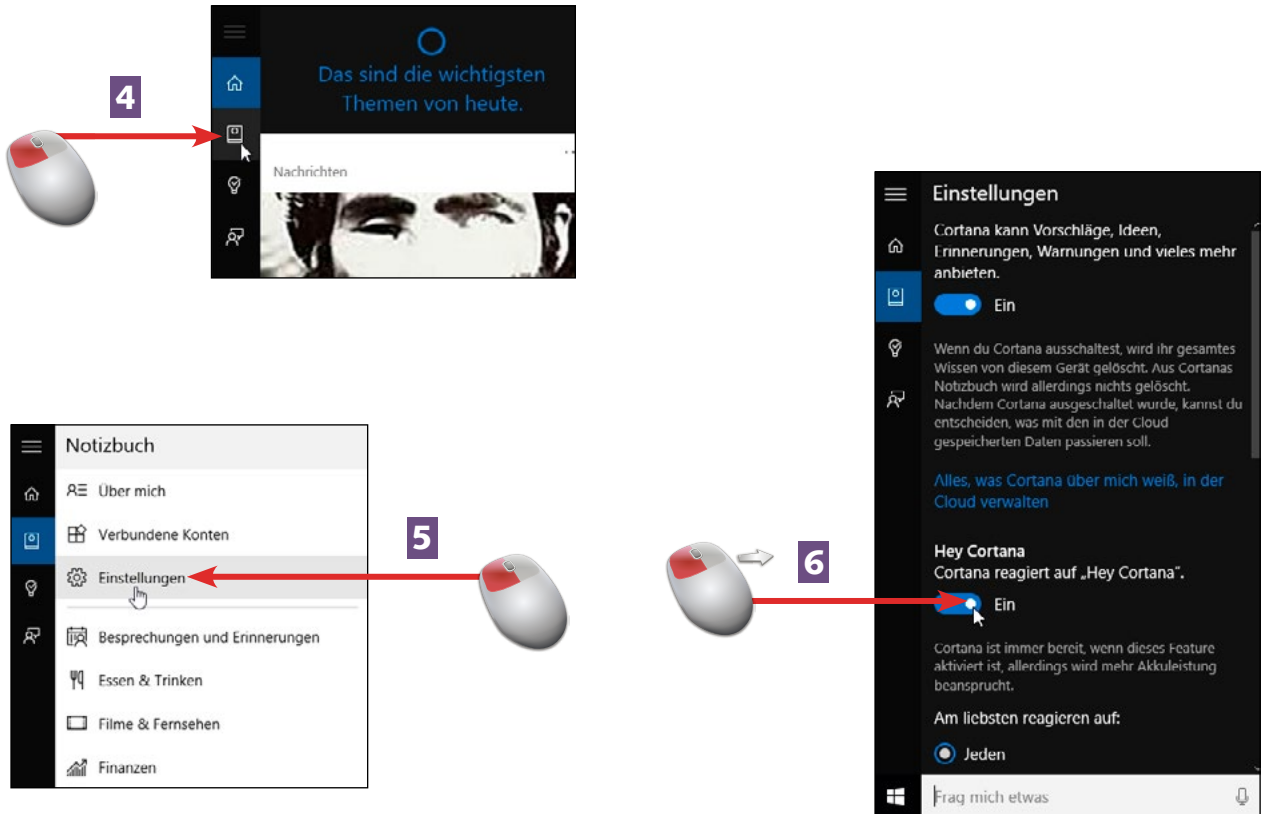 4
Das sind die wichtigsten
Themen von heute.
Nachrichten
5
Notizbuch
Über mich
Verbundene Konten
Einstellungen
Besprechungen und Erinnerungen
Essen & Trinken
Filme & Fernsehen
Finanzen
6
Einstellungen
Cortana kann Vorschläge, Ideen,
Erinnerungen, Warnungen und vieles mehr
anbieten.
Ein
Wenn du Cortana ausschaltest, wird ihr gesamtes
Wissen von diesem Gerät gelöscht. Aus Cortanas
Notizbuch wird allerdings nichts gelöscht.
Nachdem Cortana ausgeschaltet wurde, kannst du
entscheiden, was mit den in der Cloud
gespeicherten Daten passieren soll.
Alles, was Cortana über mich weiß, in der
Cloud verwalten
Hey Cortana
Cortana reagiert auf „Hey Cortana“.
Ein
Cortana ist immer bereit, wenn dieses Feature
aktiviert ist, allerdings wird mehr Akkuleistung
beansprucht.
Am liebsten reagieren auf:
Jeden
Frag mich etwas